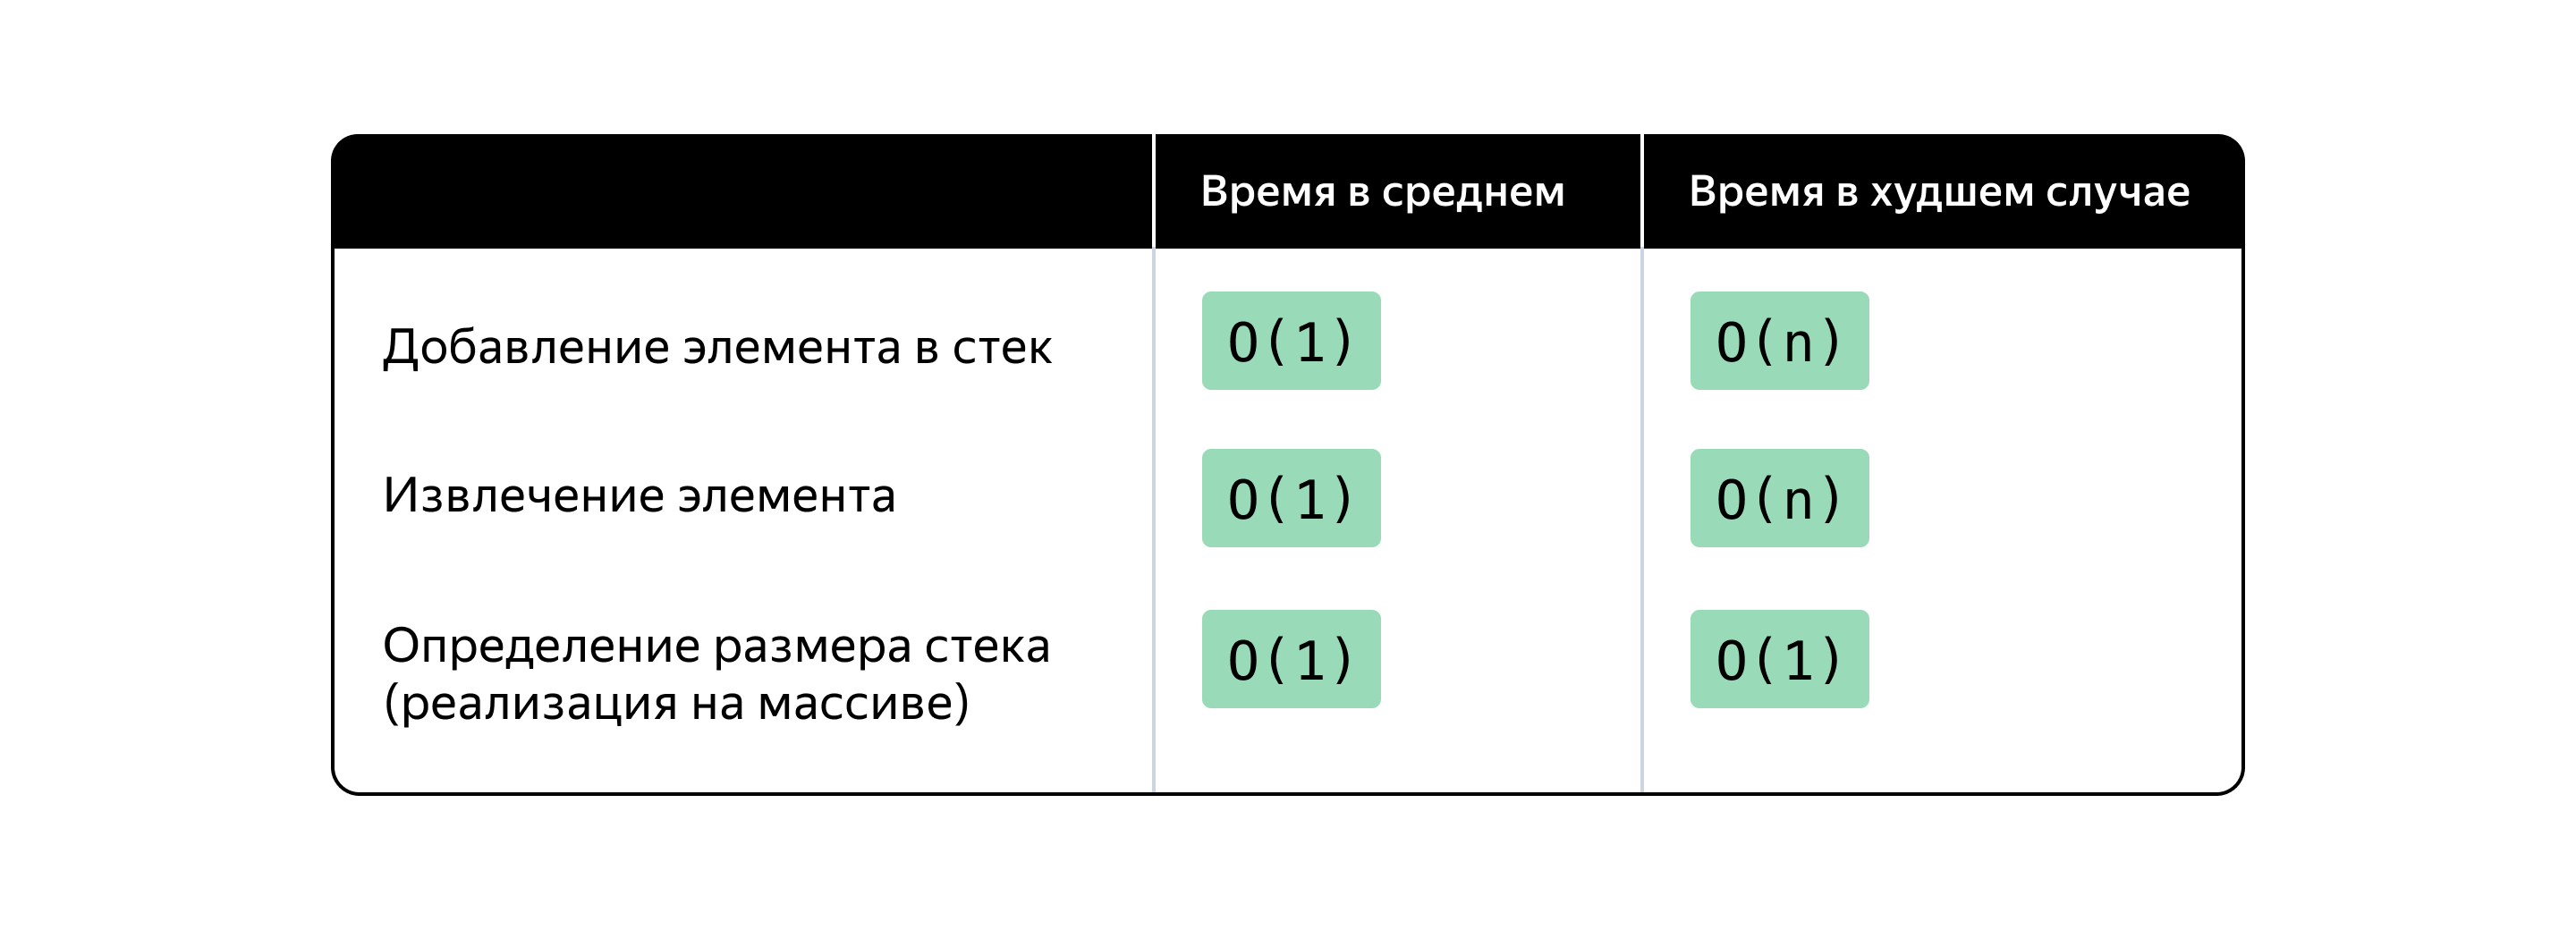 Время в среднем Время в худшем случае
Добавление элемента в стек O(1) O(n)
Извлечение элемента O(1) O(n)
Определение размера стека O(1) O(1)
(реализация на массиве)